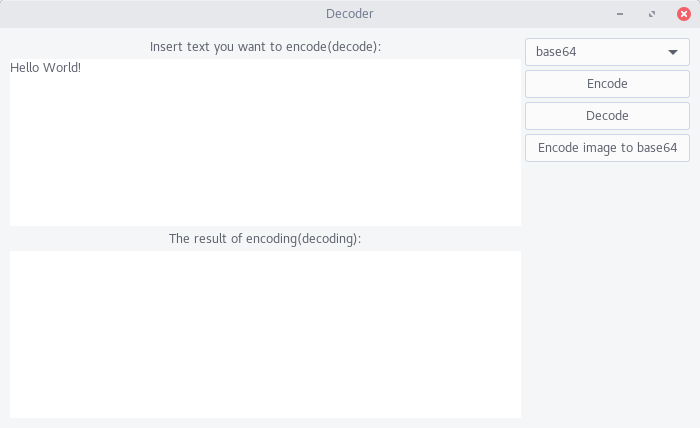 Decoder
Insert text you want to encode(decode):
Hello World!
base64
Encode
Decode
Encode image to base64
The result of encoding(decoding):